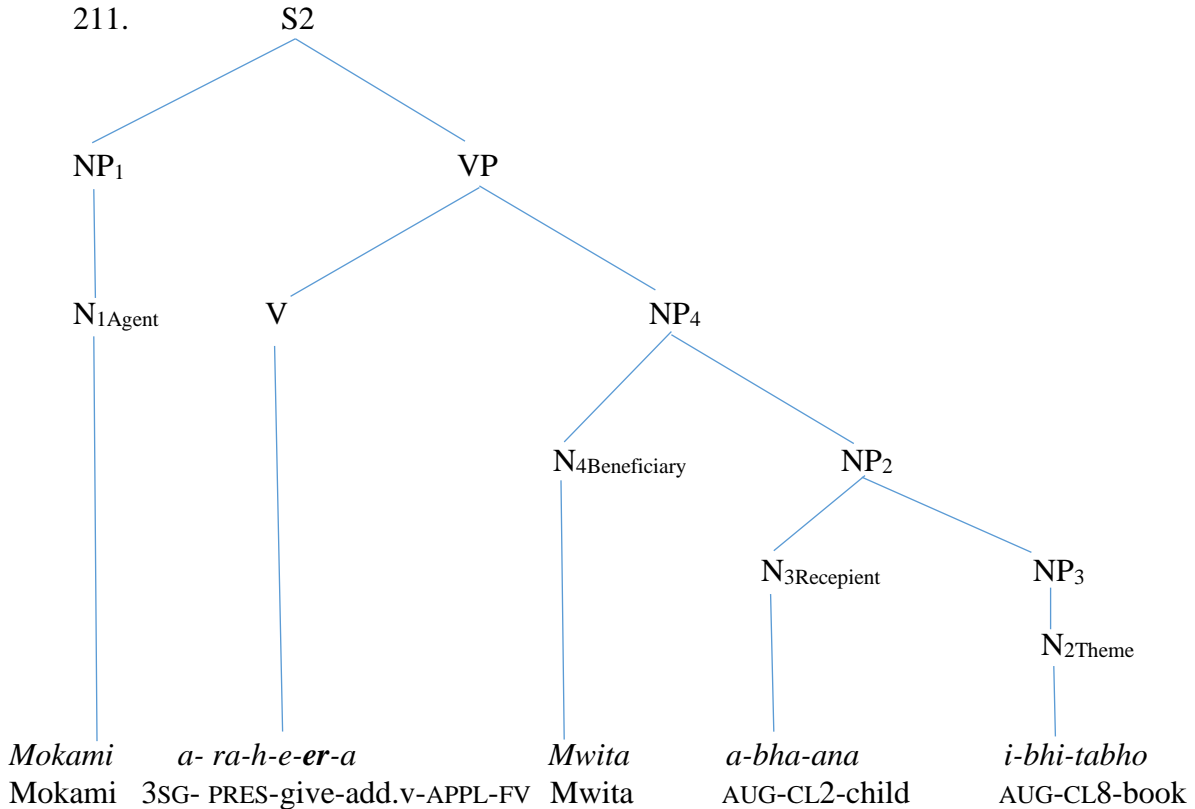 211. S2
NP1 VP
N1Agent V NP4
N4Beneficiary NP2
N3Recepient NP3
N2Theme
Mokami a- ra-h-e-er-a Mwita a-bha-ana i-bhi-tabho
Mokami 3SG- PRES-give-add.v-APPL-FV Mwita AUG-CL2-child AUG-CL8-book